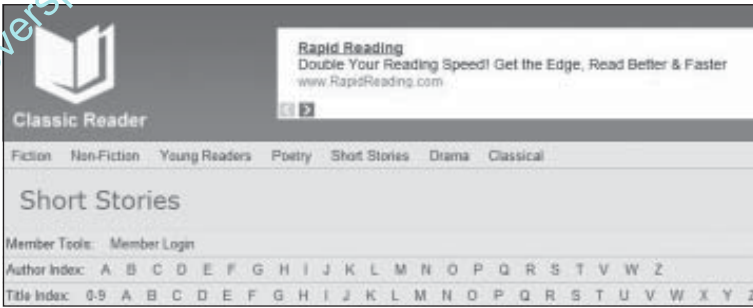 Rapid Reading
Double Your Reading Speed! Get the Edge, Read Better & Faster
www.RapidReading.com
Classic Reader
Fiction Non-Fiction Young Readers Poetry Short Stories Drama Classical
Short Stories
Member Tools: Member Login
Author Index: A B C D E F G H I J K L M N O P Q R S T V W Z
Title Index: 0-9 A B C D E F G H I J K L M N O P Q R S T U V W X Y Z